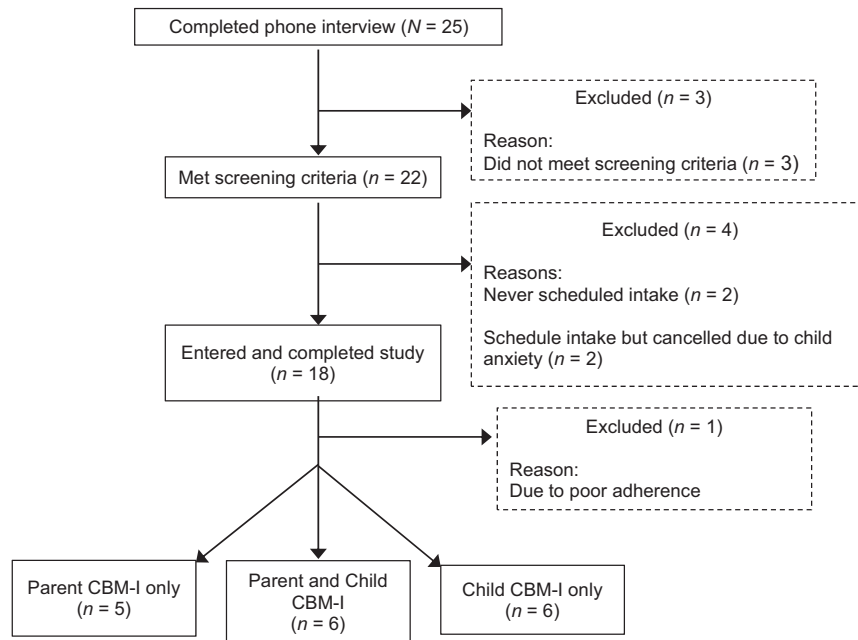 Completed phone interview (N = 25)
Excluded (n = 3)
Reason:
Did not meet screening criteria (n = 3)
Met screening criteria (n = 22)
Excluded (n = 4)
Reasons:
Never scheduled intake (n = 2)
Schedule intake but cancelled due to child
anxiety (n = 2)
Entered and completed study
(n = 18)
Excluded (n = 1)
Reason:
Due to poor adherence
Parent CBM-I only
(n = 5)
Parent and Child
CBM-I
(n = 6)
Child CBM-I only
(n = 6)